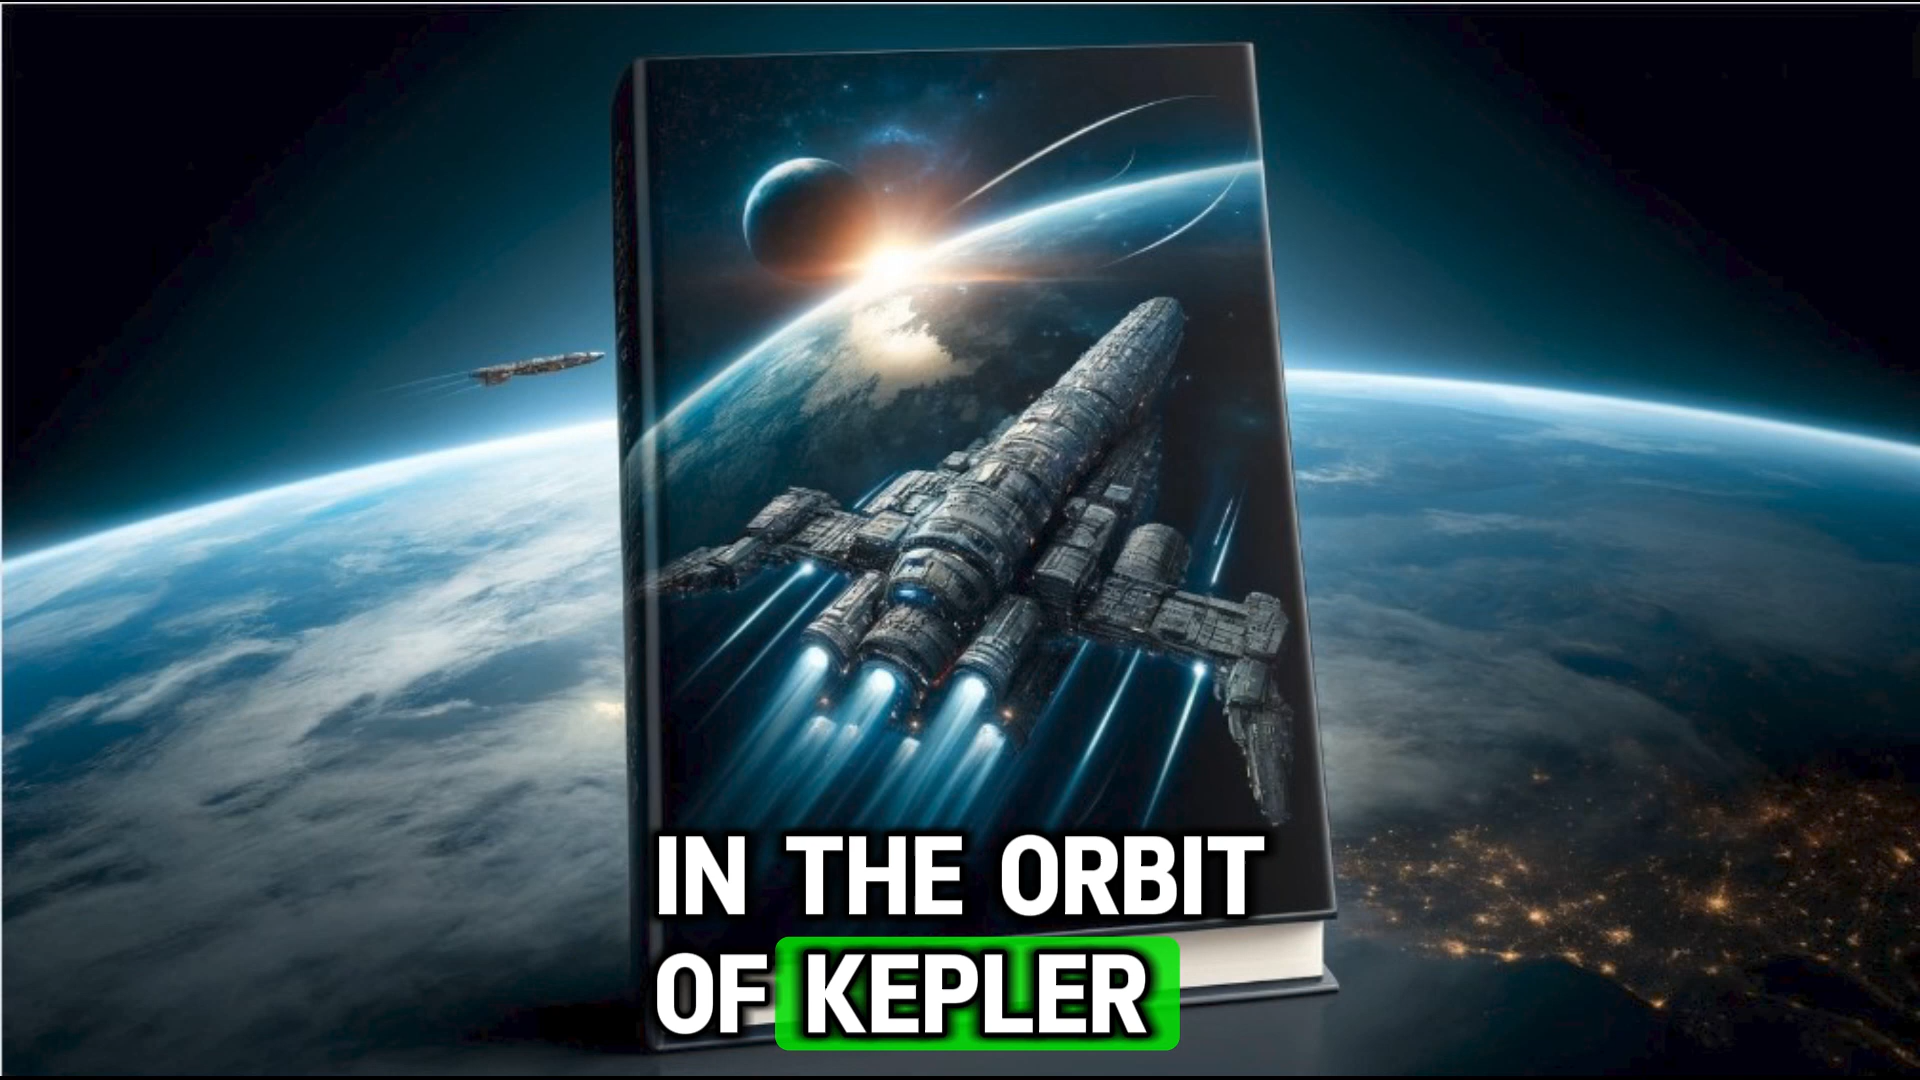 IN THE ORBIT
OF KEPLER